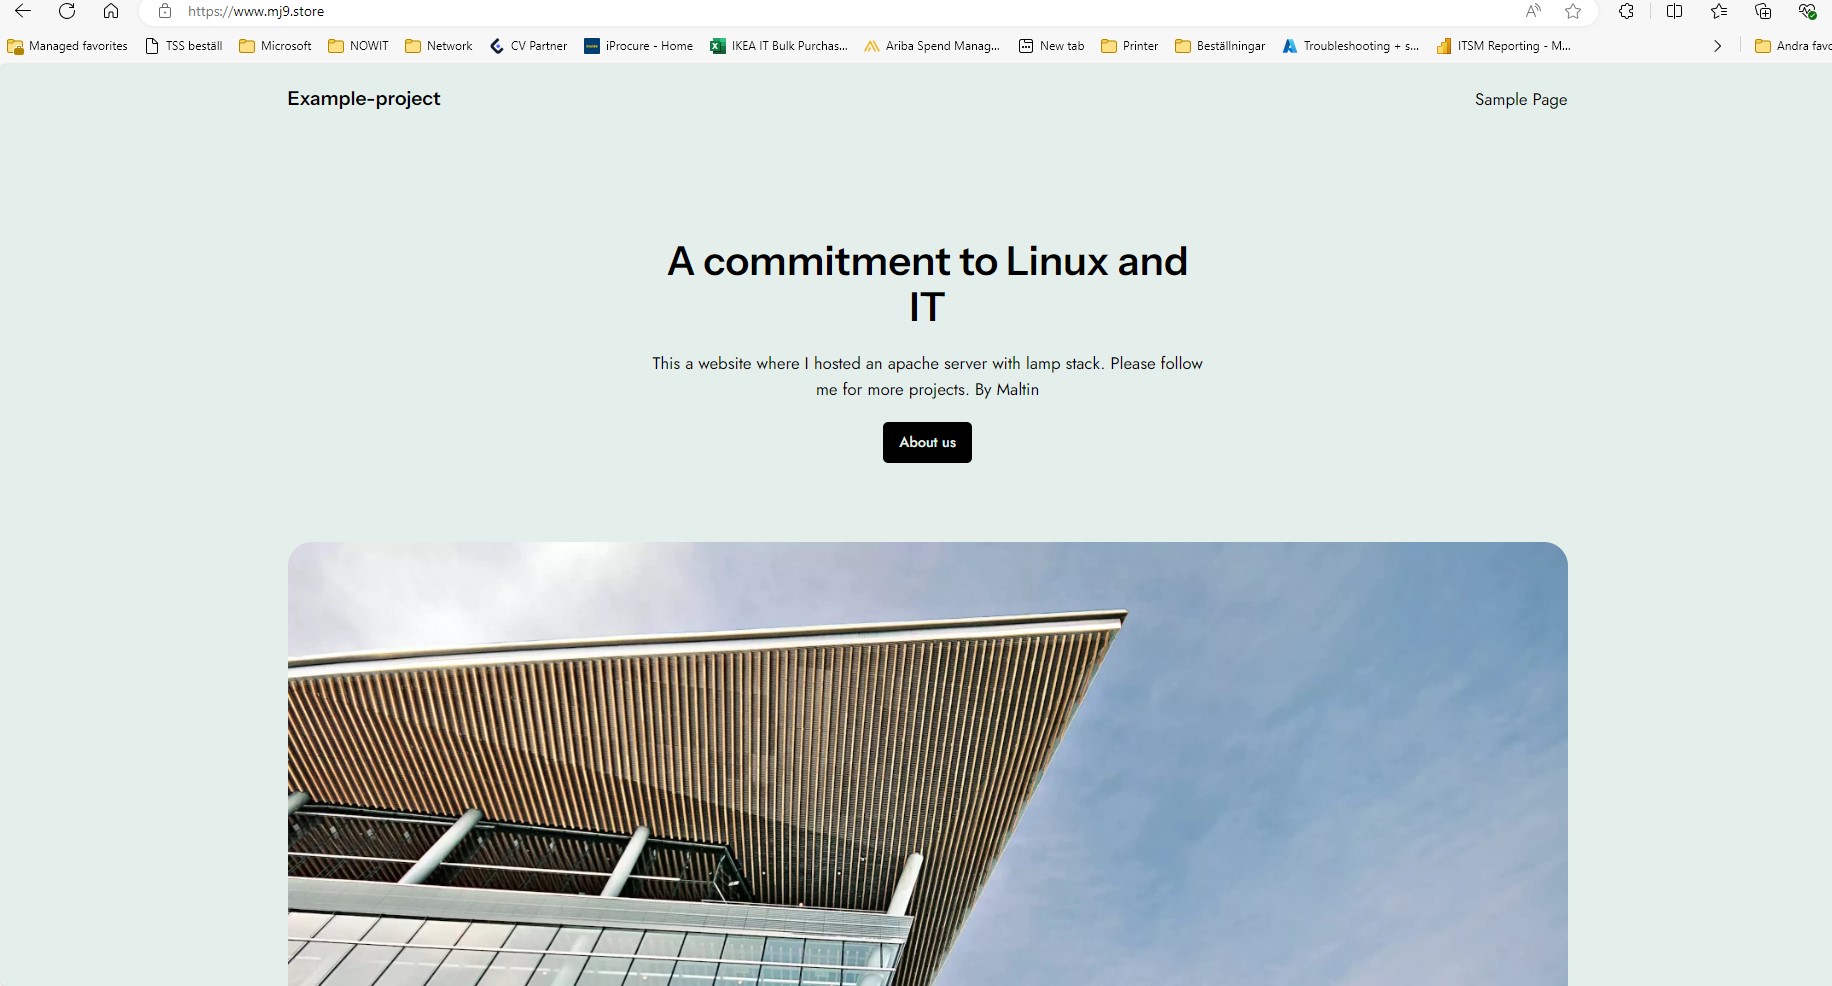 https://www.mj9.store
Managed favorites TSS beställ Microsoft NOWIT Network CV Partner iProcure - Home IKEA IT Bulk Purchas... Ariba Spend Manag... New tab Printer Beställningar Troubleshooting + s... ITSM Reporting - M... Andra favo
Example-project Sample Page
A commitment to Linux and
IT
This a website where I hosted an apache server with lamp stack. Please follow
me for more projects. By Maltin
About us